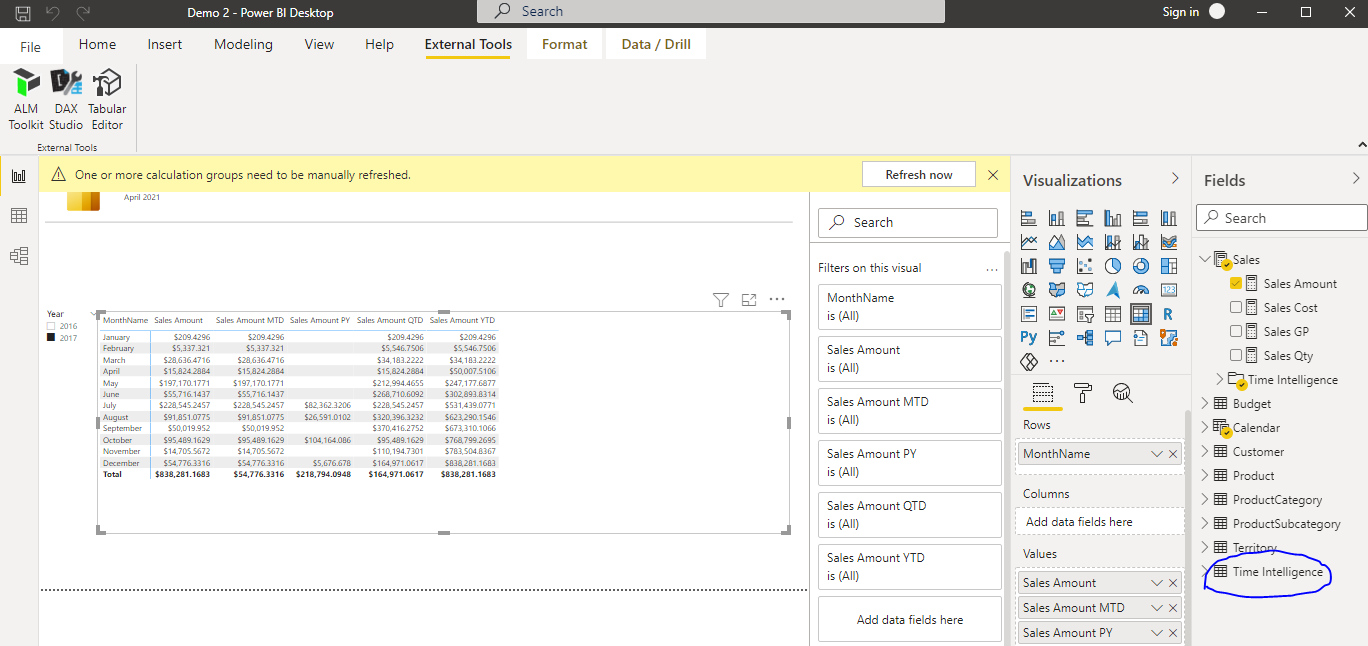 Demo 2 - Power BI Desktop
Search
Sign in
File Home Insert Modeling View Help External Tools Format Data / Drill
ALM Toolkit
DAX Studio
Tabular Editor
External Tools
One or more calculation groups need to be manually refreshed.
Refresh now
April 2021
Year
2016
2017
MonthName Sales Amount Sales Amount MTD Sales Amount PY Sales Amount QTD Sales Amount YTD
January $209.4296 $209.4296 $209.4296 $209.4296
February $5,337.321 $5,337.321 $5,546.7506 $5,546.7506
March $28,636.4716 $28,636.4716 $34,183.2222 $34,183.2222
April $15,824.2884 $15,824.2884 $15,824.2884 $50,007.5106
May $197,170.1771 $197,170.1771 $212,994.4655 $247,177.6877
June $55,716.1437 $55,716.1437 $268,710.6092 $302,893.8314
July $228,545.2457 $228,545.2457 $82,362.3206 $228,545.2457 $531,439.0771
August $91,851.0775 $91,851.0775 $26,591.0102 $320,396.3232 $623,290.1546
September $50,019.952 $50,019.952 $370,416.2752 $673,310.1066
October $95,489.1629 $95,489.1629 $104,164.086 $95,489.1629 $768,799.2695
November $14,705.5672 $14,705.5672 $110,194.7301 $783,504.8367
December $54,776.3316 $54,776.3316 $5,676.678 $164,971.0617 $838,281.1683
Total $838,281.1683 $54,776.3316 $218,794.0948 $164,971.0617 $838,281.1683
Search
Filters on this visual
MonthName
is (All)
Sales Amount
is (All)
Sales Amount MTD
is (All)
Sales Amount PY
is (All)
Sales Amount QTD
is (All)
Sales Amount YTD
is (All)
Add data fields here
Visualizations
123
R
Py
Rows
MonthName
Columns
Add data fields here
Values
Sales Amount
Sales Amount MTD
Sales Amount PY
Fields
Search
Sales
Sales Amount
Sales Cost
Sales GP
Sales Qty
Time Intelligence
Budget
Calendar
Customer
Product
ProductCategory
ProductSubcategory
Territory
Time Intelligence